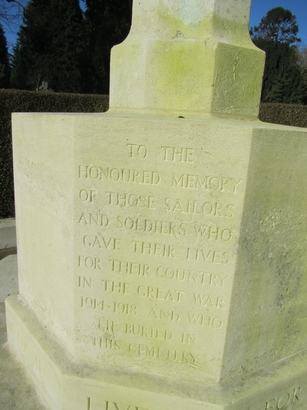 TO THE
HONOURED MEMORY
OF THOSE SAILORS
AND SOLDIERS WHO
GAVE THEIR LIVES
FOR THEIR COUNTRY
IN THE GREAT WAR
1914-1918 AND WHO
LIE BURIED IN
THIS CEMETERY
FOR